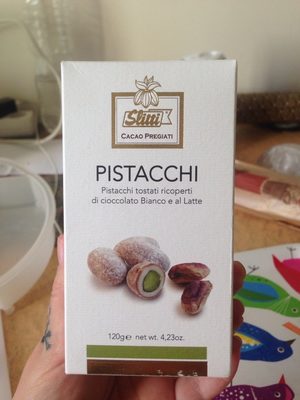 Slitti
CACAO PREGIATI
PISTACCHI
Pistacchi tostati ricoperti
di cioccolato Bianco e al Latte
120g℮ net wt. 4,23oz.